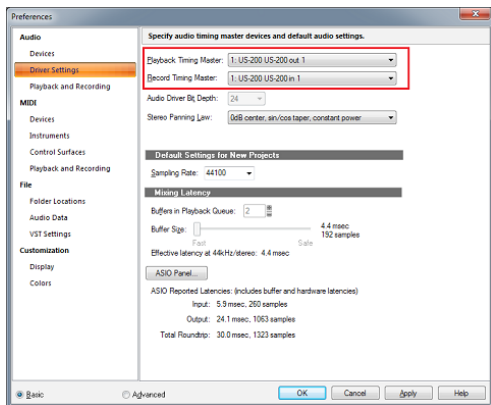 Preferences
Audio
Devices
Driver Settings
Playback and Recording
MIDI
Devices
Instruments
Control Surfaces
Playback and Recording
File
Folder Locations
Audio Data
VST Settings
Customization
Display
Colors
Specify audio timing master devices and default audio settings.
Playback Timing Master: 1: US-200 US-200 out 1
Record Timing Master: 1: US-200 US-200 in 1
Audio Driver Bit Depth: 24
Stereo Panning Law: 0dB center, sin/cos taper, constant power
Default Settings for New Projects
Sampling Rate: 44100
Mixing Latency
Buffers in Playback Queue: 2
Buffer Size: 4.4 msec
192 samples
Fast Safe
Effective latency at 44kHz/stereo: 4.4 msec
ASIO Panel...
ASIO Reported Latencies: (includes buffer and hardware latencies)
Input: 5.9 msec, 260 samples
Output: 24.1 msec, 1063 samples
Total Roundtrip: 30.0 msec, 1323 samples
Basic Advanced OK Cancel Apply Help